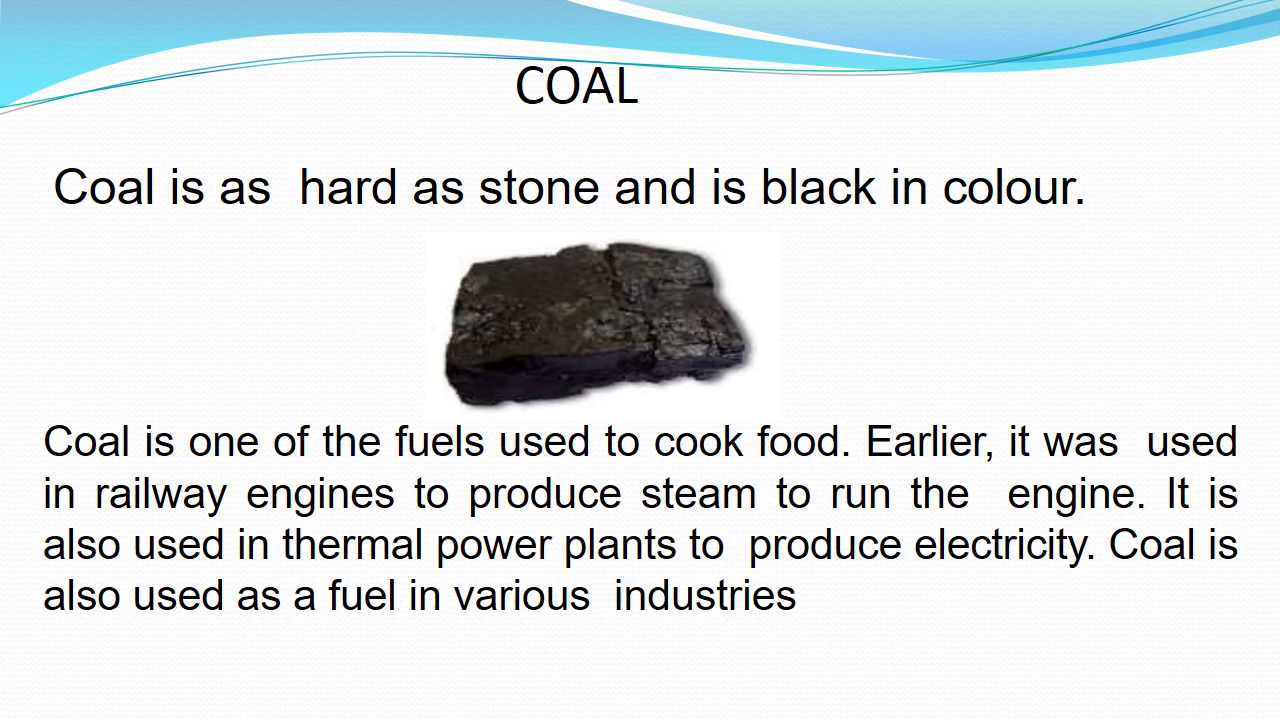 COAL
Coal is as  hard as stone and is black in colour.
Coal is one of the fuels used to cook food. Earlier, it was  used
in railway engines to produce steam to run the  engine. It is
also used in thermal power plants to  produce electricity. Coal is
also used as a fuel in various  industries